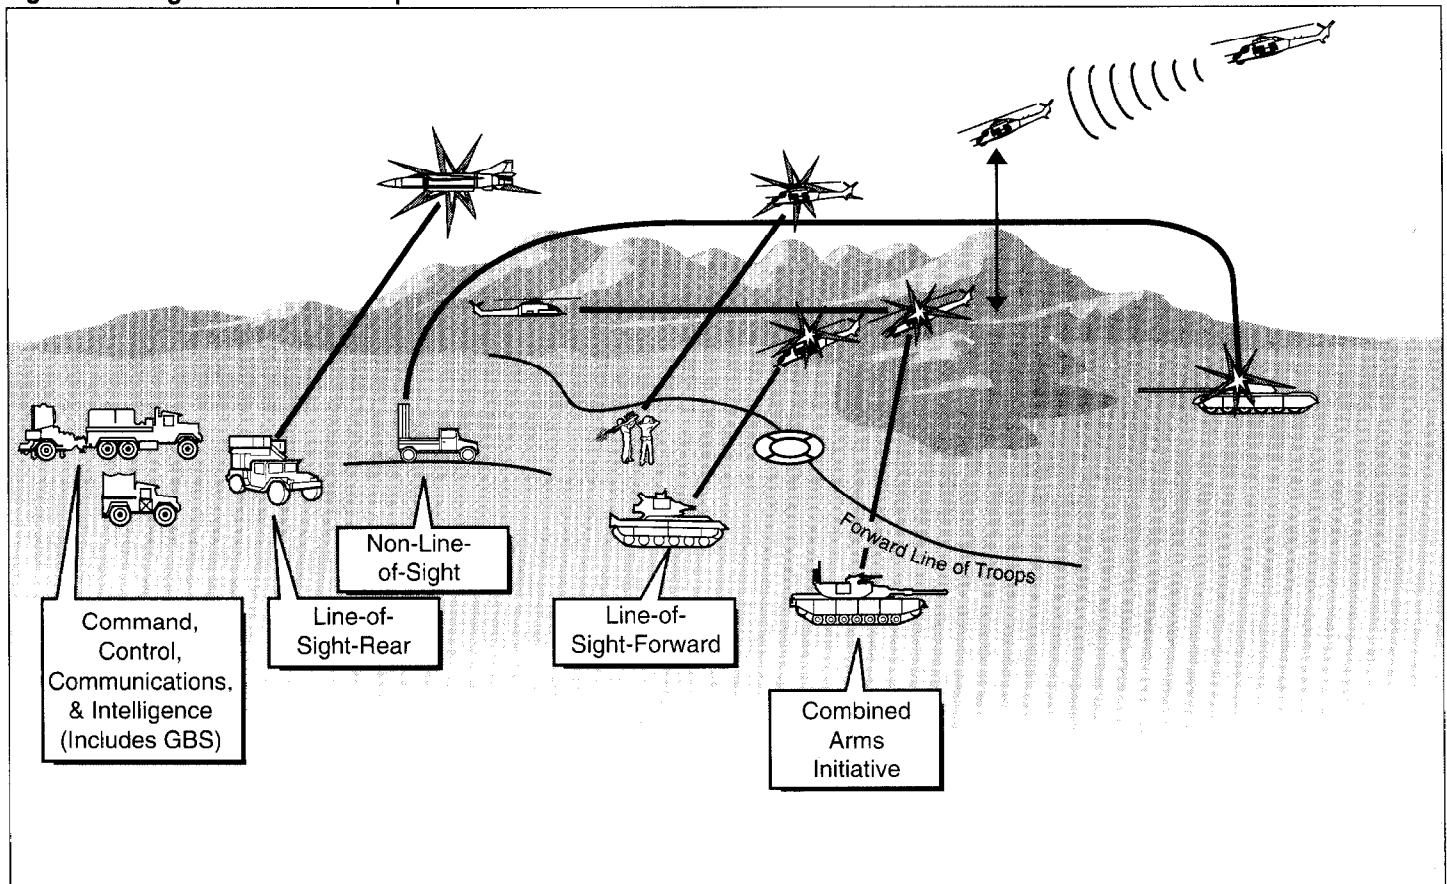 Non-Line-
of-Sight
Forward Line of Troops
Command,
Control,
Communications,
& Intelligence
(Includes GBS)
Line-of-
Sight-Rear
Line-of-
Sight-Forward
Combined
Arms
Initiative